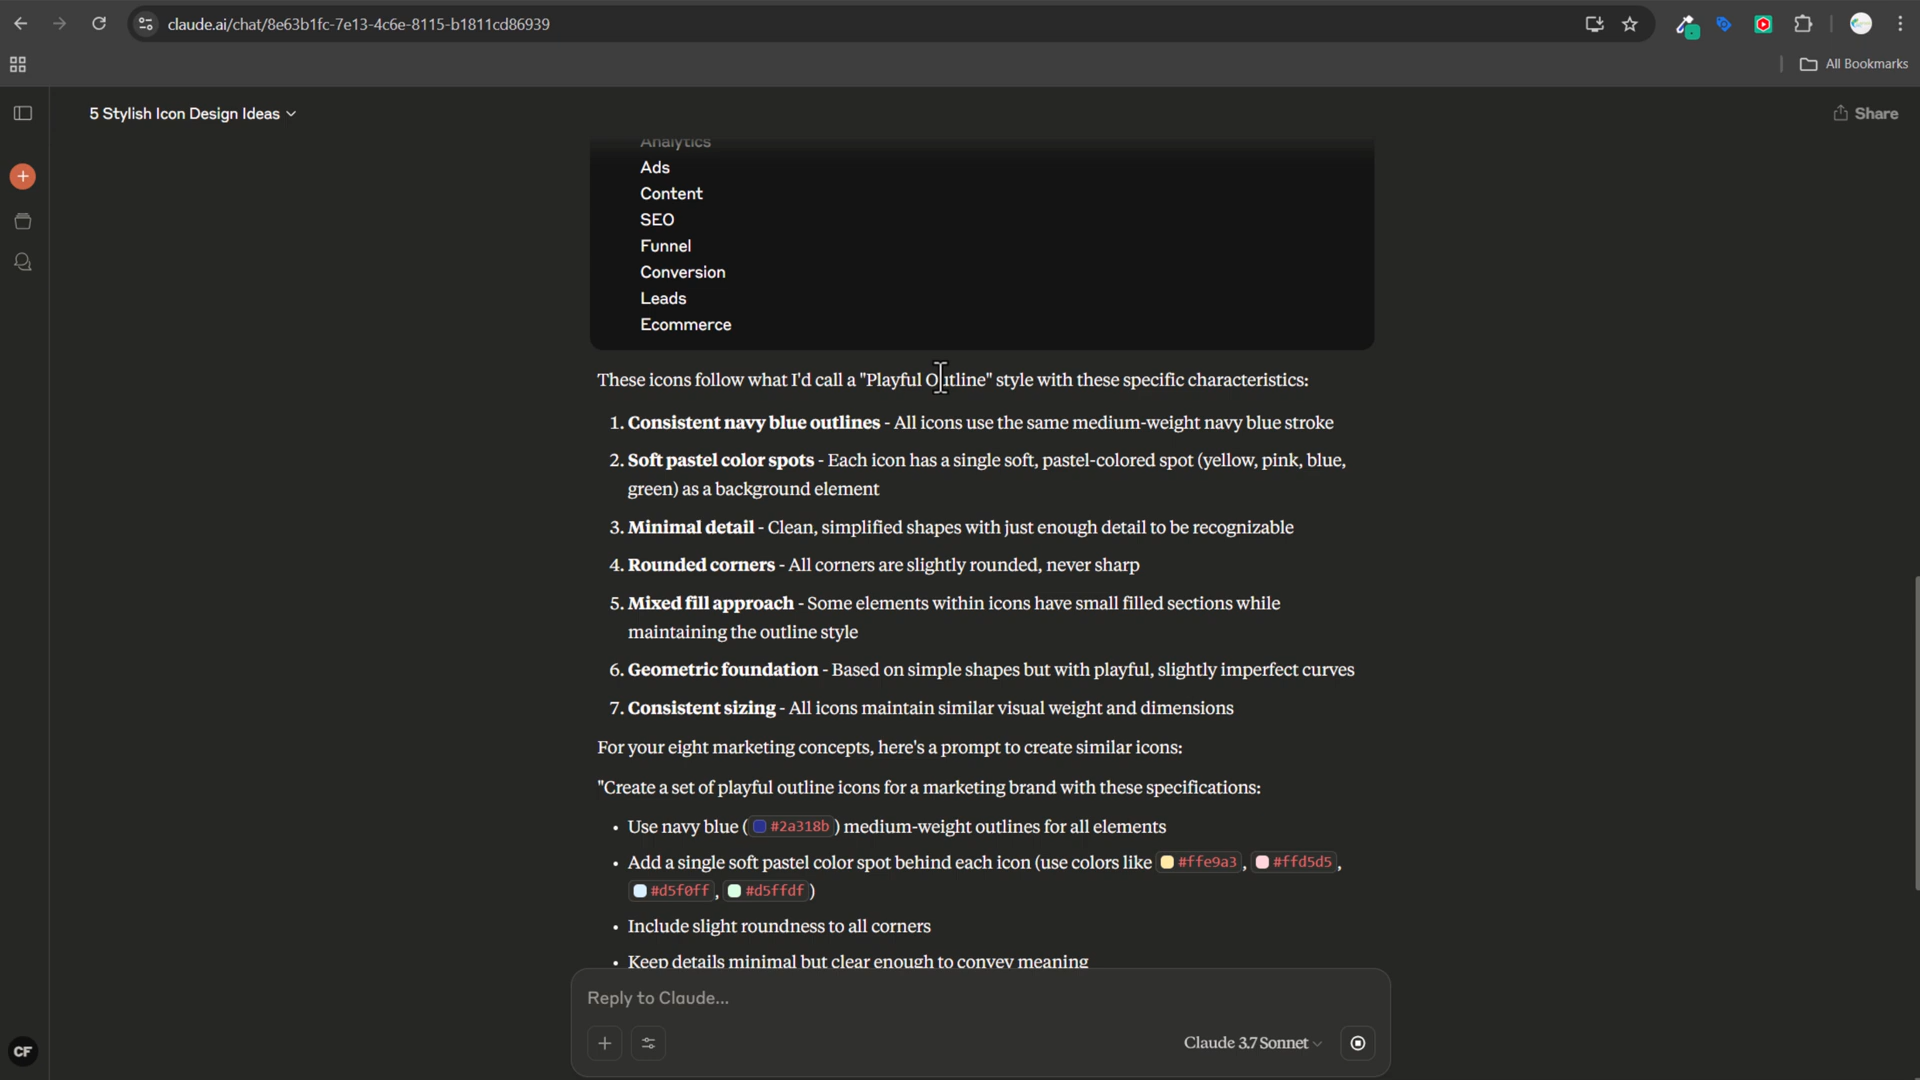 claude.ai/chat/8e63b1fc-7e13-4c6e-8115-b1811cd86939
All Bookmarks
5 Stylish Icon Design Ideas
Share
Analytics
Ads
Content
SEO
Funnel
Conversion
Leads
Ecommerce
These icons follow what I'd call a "Playful Outline" style with these specific characteristics:
1. Consistent navy blue outlines - All icons use the same medium-weight navy blue stroke
2. Soft pastel color spots - Each icon has a single soft, pastel-colored spot (yellow, pink, blue,
green) as a background element
3. Minimal detail - Clean, simplified shapes with just enough detail to be recognizable
4. Rounded corners - All corners are slightly rounded, never sharp
5. Mixed fill approach - Some elements within icons have small filled sections while
maintaining the outline style
6. Geometric foundation - Based on simple shapes but with playful, slightly imperfect curves
7. Consistent sizing - All icons maintain similar visual weight and dimensions
For your eight marketing concepts, here's a prompt to create similar icons:
"Create a set of playful outline icons for a marketing brand with these specifications:
• Use navy blue ( #2a318b ) medium-weight outlines for all elements
• Add a single soft pastel color spot behind each icon (use colors like #ffe9a3 , #ffd5d5 ,
#d5f0ff , #d5ffdf )
• Include slight roundness to all corners
• Keep details minimal but clear enough to convey meaning
Reply to Claude...
Claude 3.7 Sonnet
CF